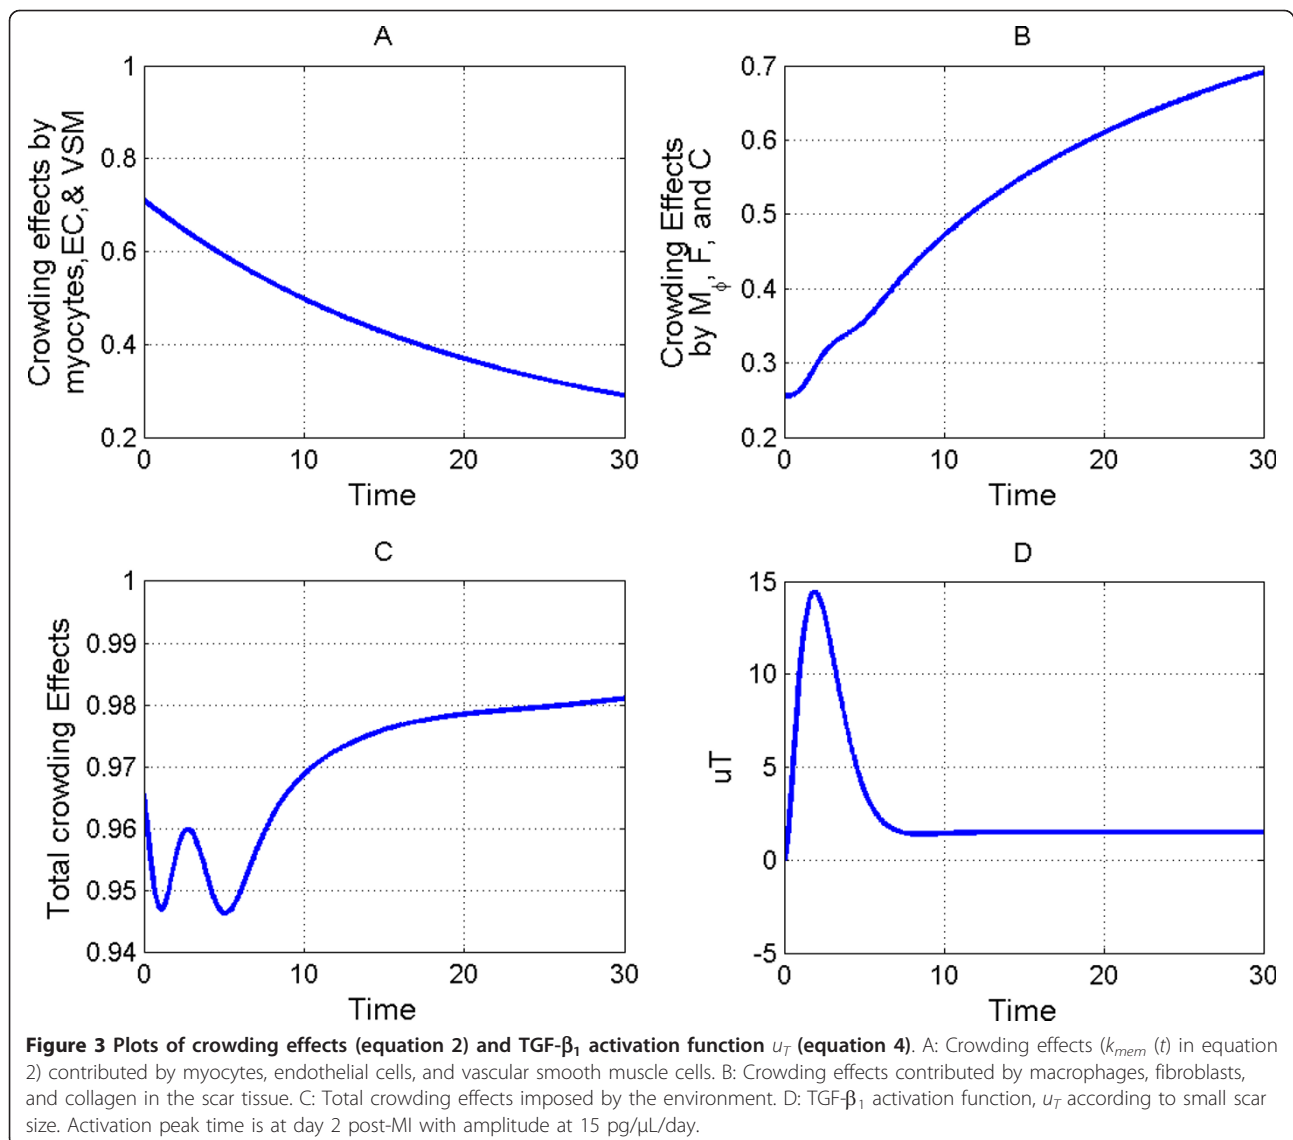 A
Crowding effects by
myocytes, EC, & VSM
1
0.8
0.6
0.4
0.2
0 10 20 30
Time
B
Crowding Effects
by Mϕ, F, and C
0.7
0.6
0.5
0.4
0.3
0.2
0 10 20 30
Time
C
Total crowding Effects
1
0.99
0.98
0.97
0.96
0.95
0.94
0 10 20 30
Time
D
uT
15
10
5
0
-5
0 10 20 30
Time
Figure 3 Plots of crowding effects (equation 2) and TGF-β₁ activation function u_T (equation 4). A: Crowding effects (k_mem (t) in equation
2) contributed by myocytes, endothelial cells, and vascular smooth muscle cells. B: Crowding effects contributed by macrophages, fibroblasts,
and collagen in the scar tissue. C: Total crowding effects imposed by the environment. D: TGF-β₁ activation function, u_T according to small scar
size. Activation peak time is at day 2 post-MI with amplitude at 15 pg/μL/day.